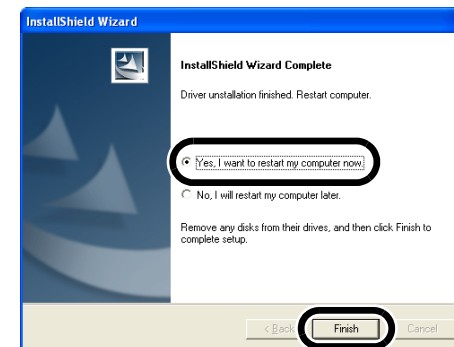 InstallShield Wizard
InstallShield Wizard Complete
Driver unstallation finished. Restart computer.
Yes, I want to restart my computer now.
No, I will restart my computer later.
Remove any disks from their drives, and then click Finish to
complete setup.
< Back Finish Cancel